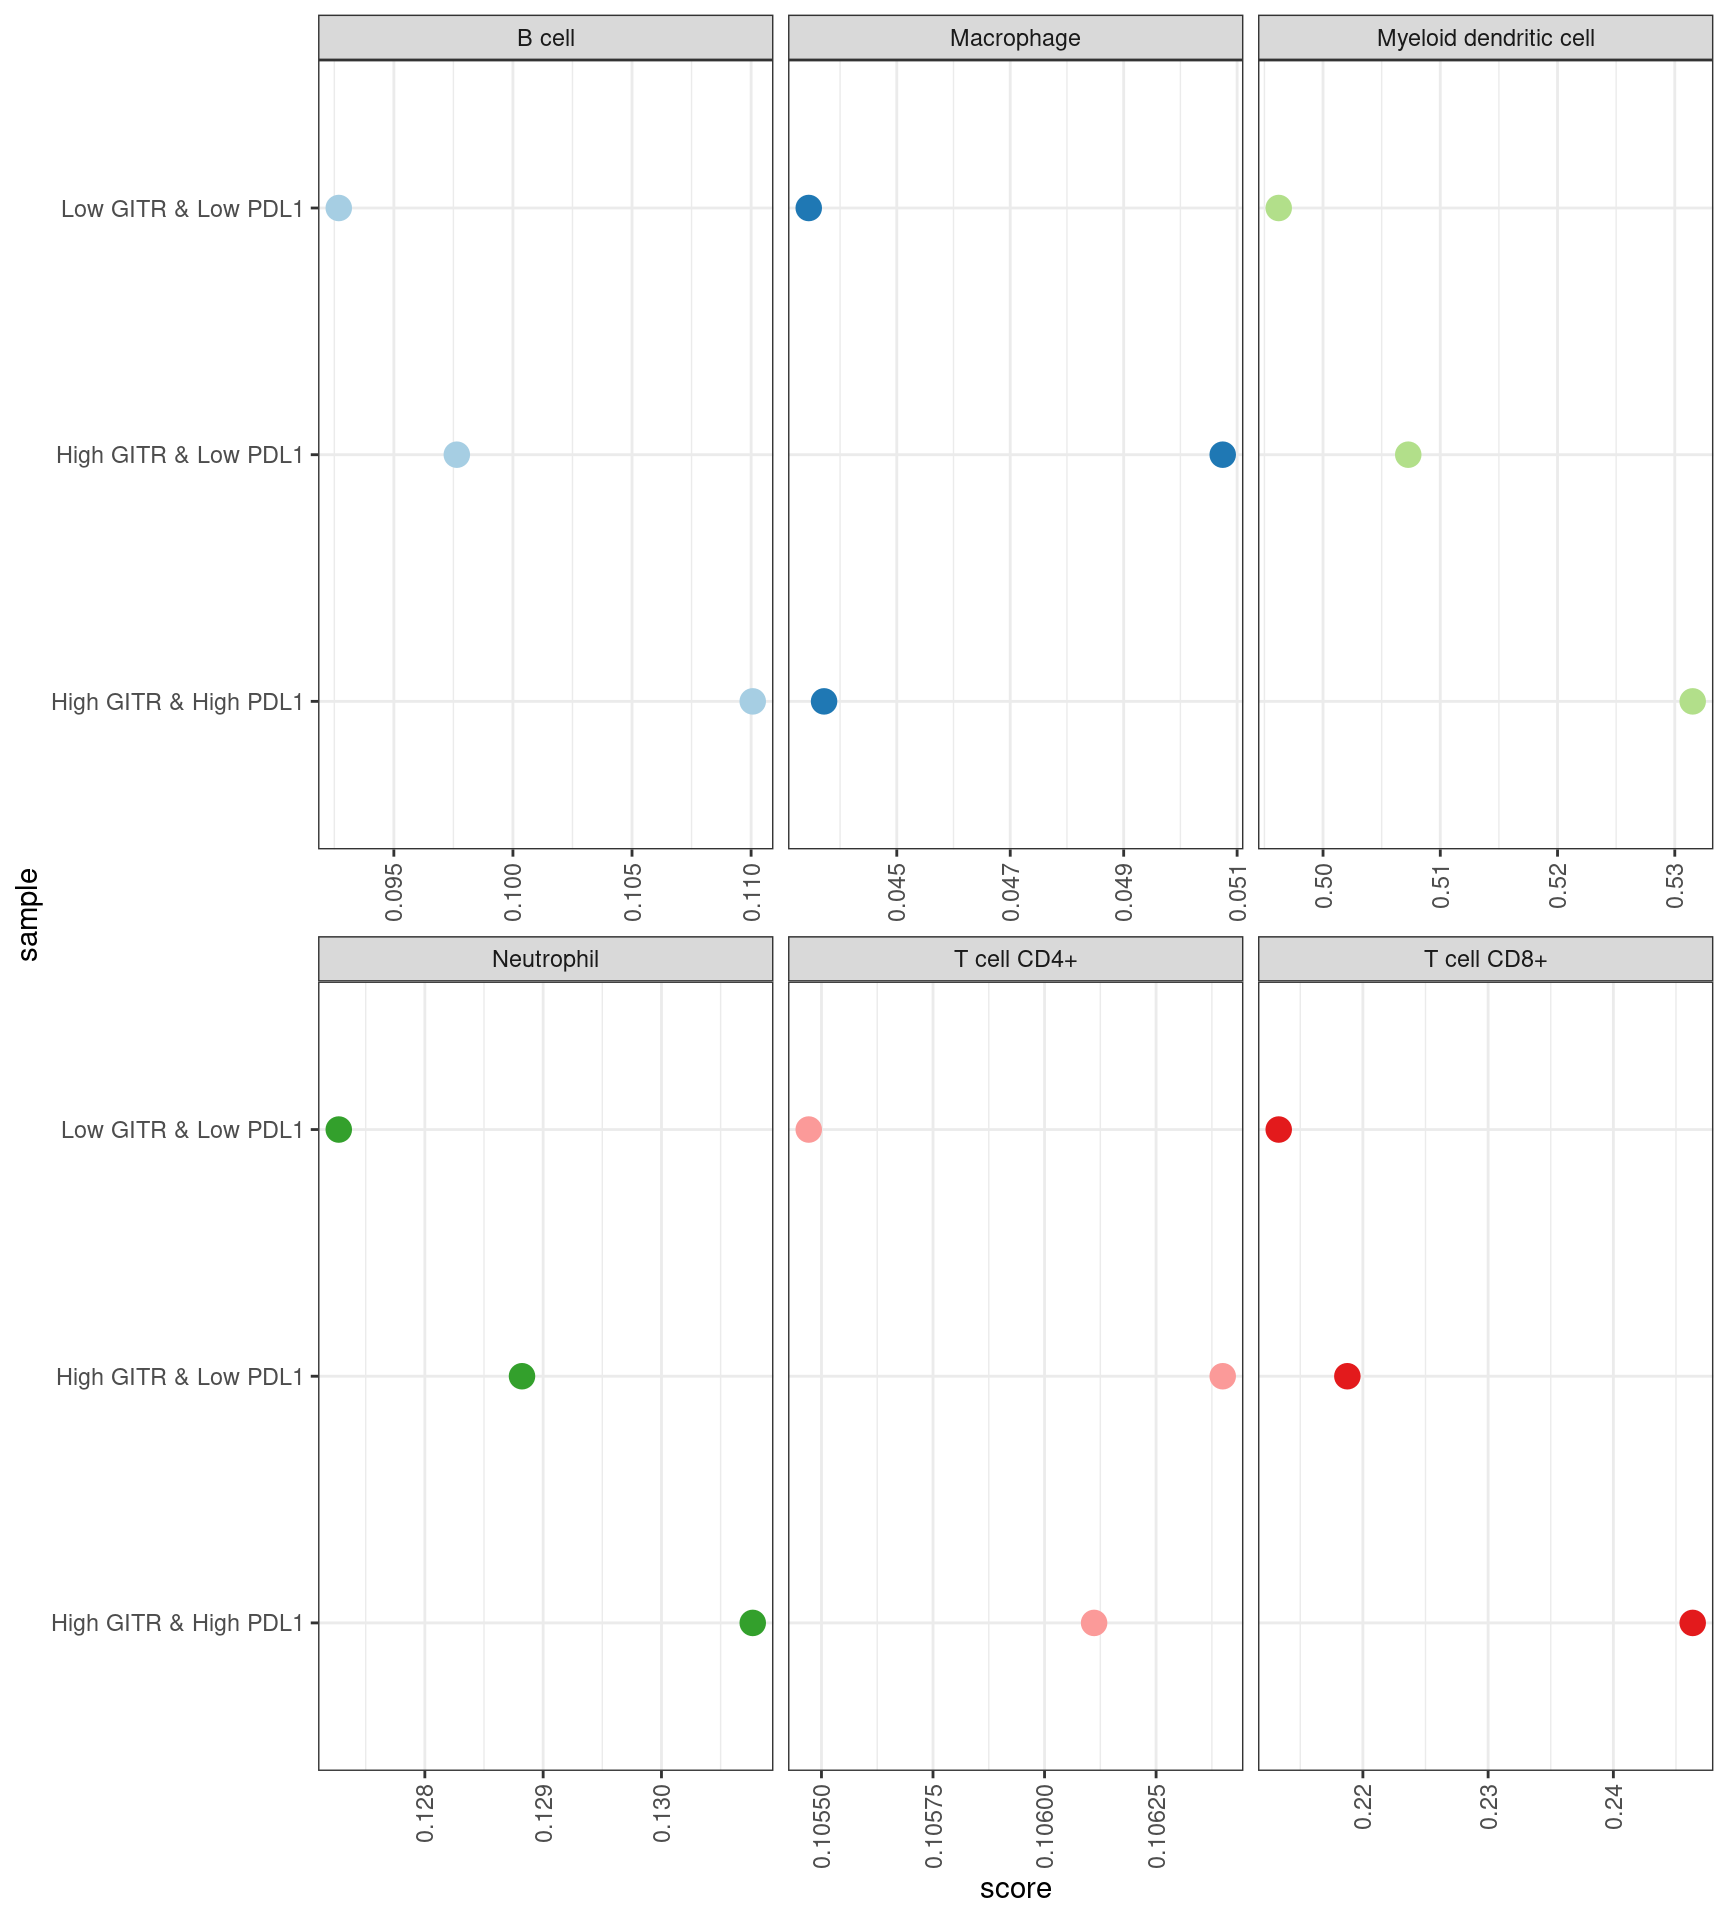 B cell
Macrophage
Myeloid dendritic cell
Low GITR & Low PDL1
High GITR & Low PDL1
High GITR & High PDL1
0.095
0.100
0.105
0.110
0.045
0.047
0.049
0.051
0.50
0.51
0.52
0.53
sample
Neutrophil
T cell CD4+
T cell CD8+
Low GITR & Low PDL1
High GITR & Low PDL1
High GITR & High PDL1
0.128
0.129
0.130
0.10550
0.10575
0.10600
0.10625
0.22
0.23
0.24
score